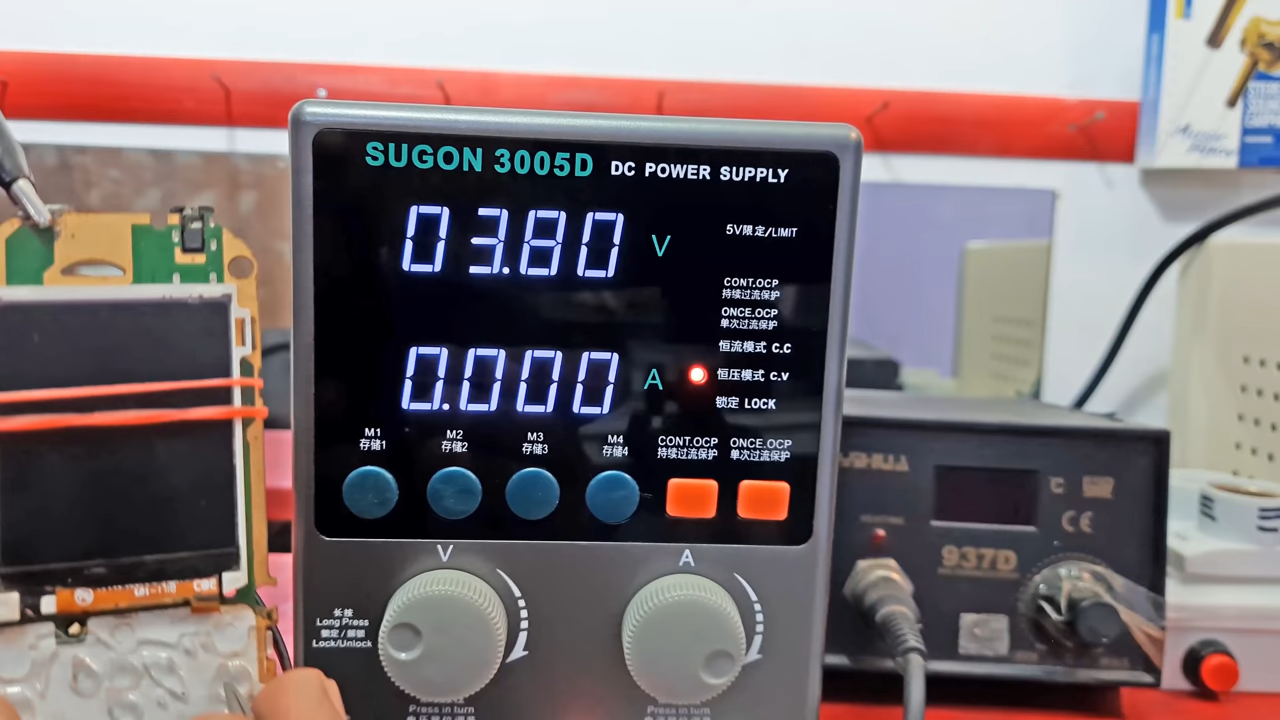 SUGON 3005D DC POWER SUPPLY
03.80 V
5V限定/LIMIT
CONT.OCP
持续过流保护
ONCE.OCP
单次过流保护
恒流模式 C.C
0.000 A
恒压模式 C.V
锁定 LOCK
M1
存储1
M2
存储2
M3
存储3
M4
存储4
CONT.OCP
持续过流保护
ONCE.OCP
单次过流保护
V
A
长按
Long Press
锁定/解锁
Lock/Unlock
Press in turn
Press in turn
°C
CE
937D